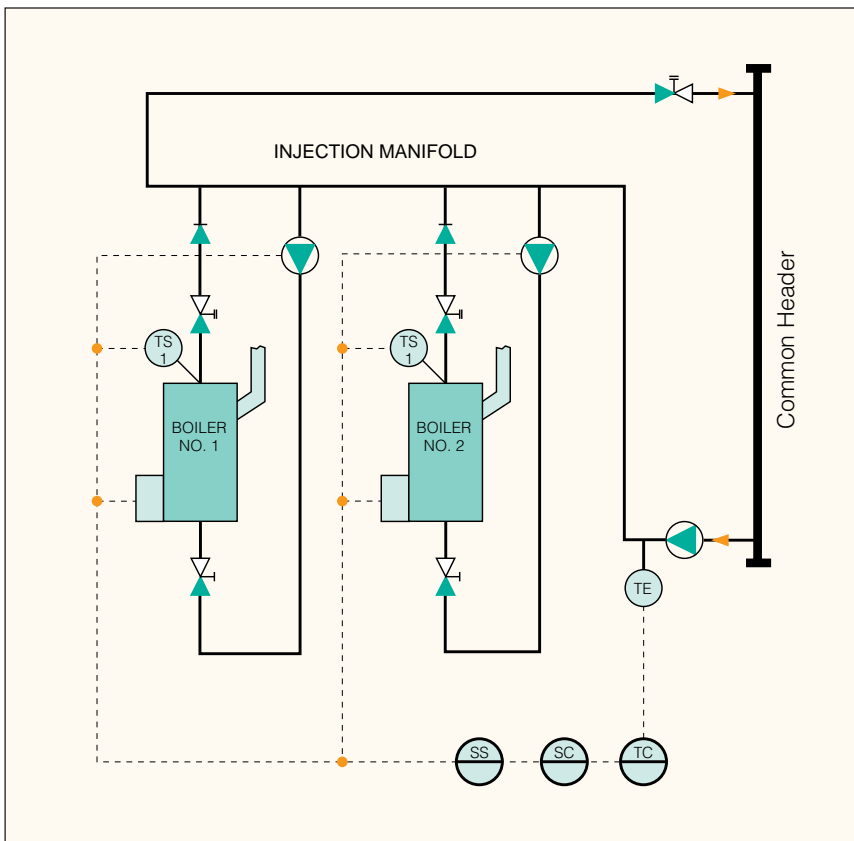 INJECTION MANIFOLD
Common Header
TS
1
TS
1
BOILER
NO. 1
BOILER
NO. 2
TE
SS
SC
TC